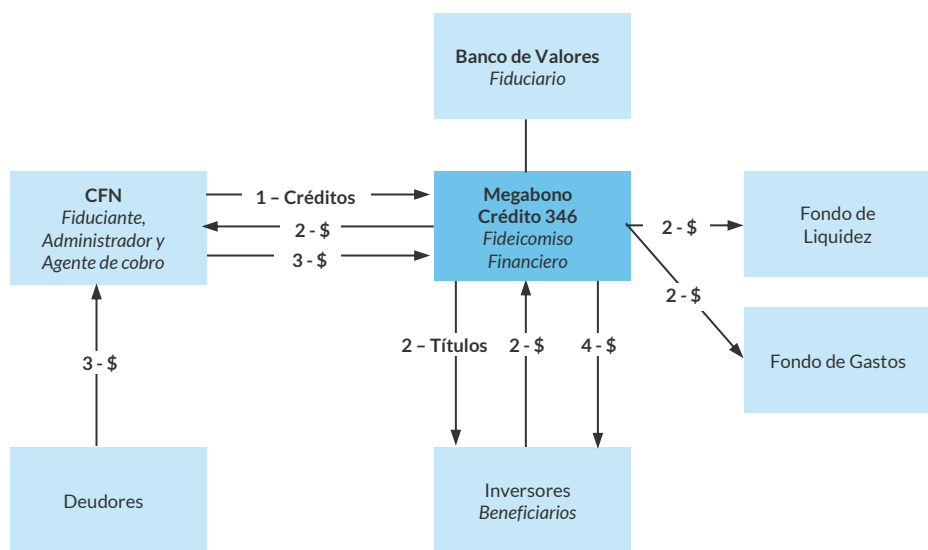 Banco de Valores
Fiduciario
CFN
Fiduciante,
Administrador y
Agente de cobro
1 – Créditos
2 - $
3 - $
Megabono
Crédito 346
Fideicomiso
Financiero
2 - $
Fondo de
Liquidez
2 - $
Fondo de Gastos
3 - $
2 – Títulos
2 - $
4 - $
Deudores
Inversores
Beneficiarios